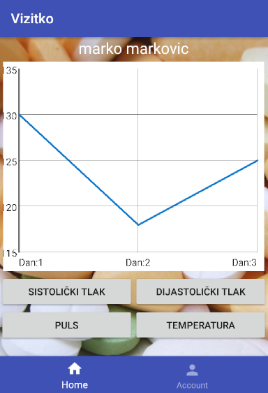 Vizitko
marko markovic
135
130
125
120
115
Dan:1 Dan:2 Dan:3
SISTOLIČKI TLAK DIJASTOLIČKI TLAK
PULS TEMPERATURA
Home Account